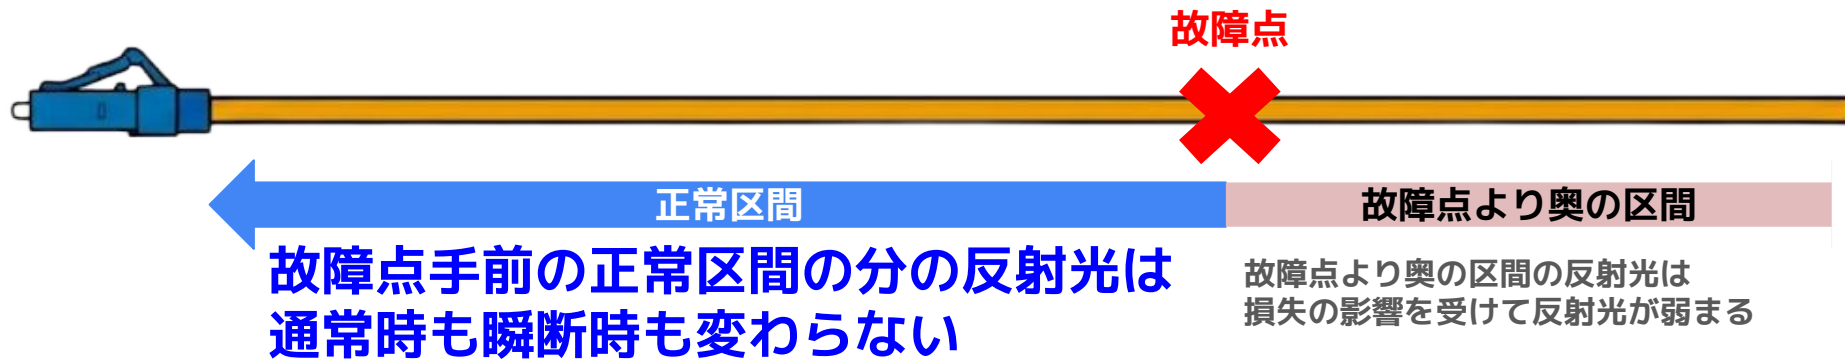 故障点
正常区間
故障点より奥の区間
故障点手前の正常区間の分の反射光は
通常時も瞬断時も変わらない
故障点より奥の区間の反射光は
損失の影響を受けて反射光が弱まる